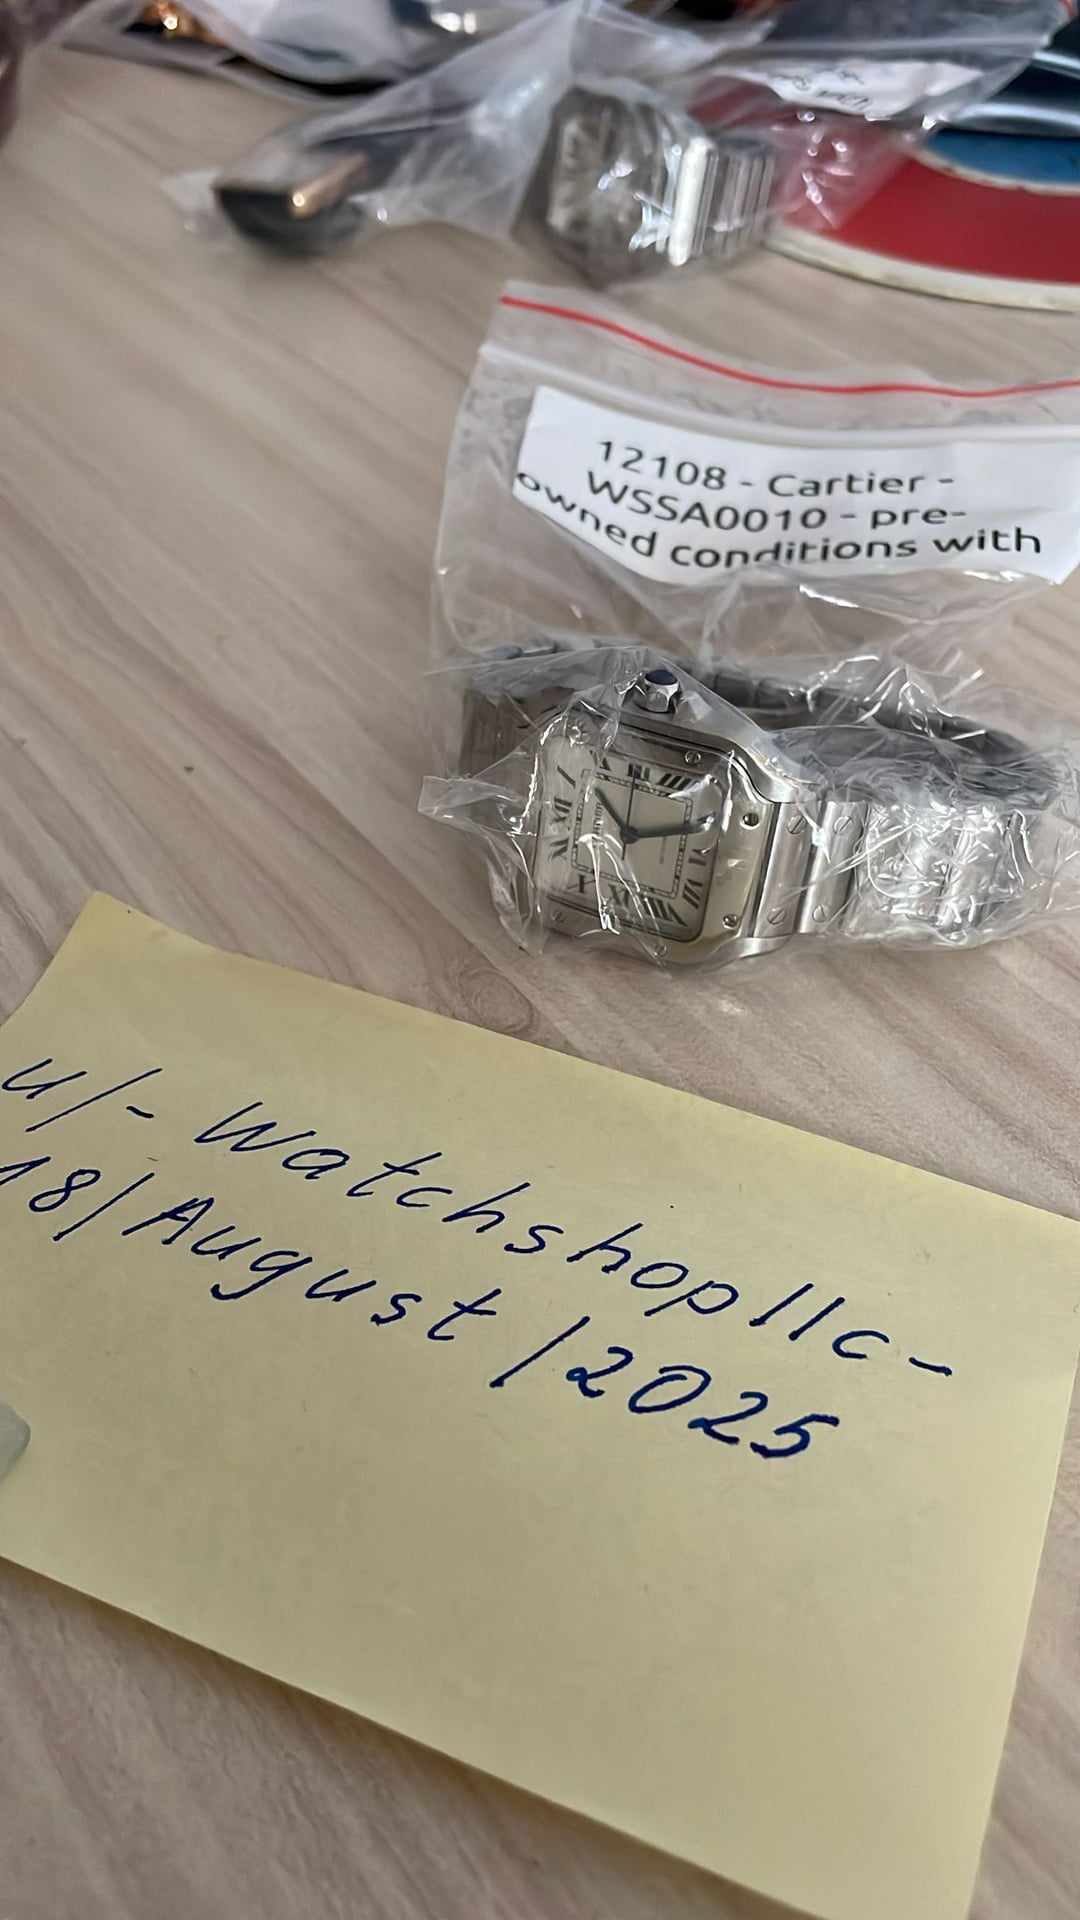 12108 - Cartier -
WSSA0010 - pre-
owned conditions with
u/-Watchshopllc-
18/August/2025